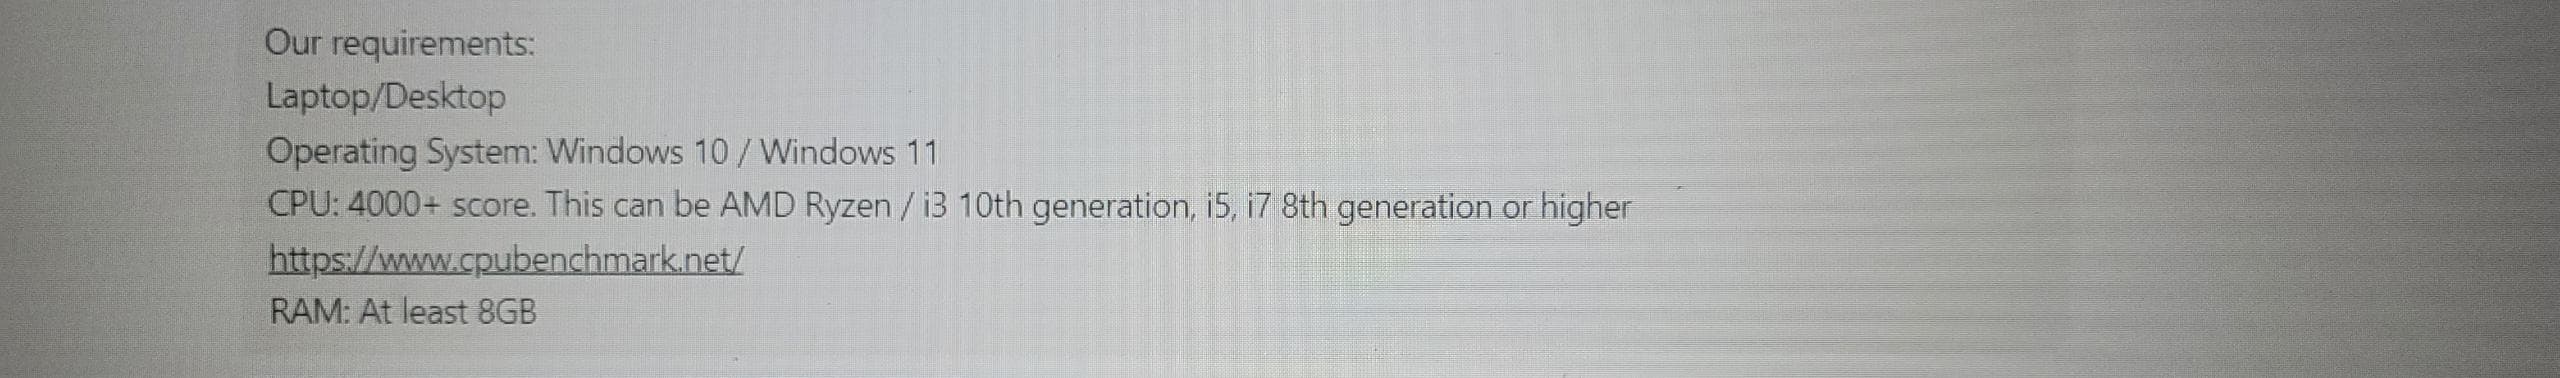 Our requirements:
Laptop/Desktop
Operating System: Windows 10 / Windows 11
CPU: 4000+ score. This can be AMD Ryzen / i3 10th generation, i5, i7 8th generation or higher
https://www.cpubenchmark.net/
RAM: At least 8GB